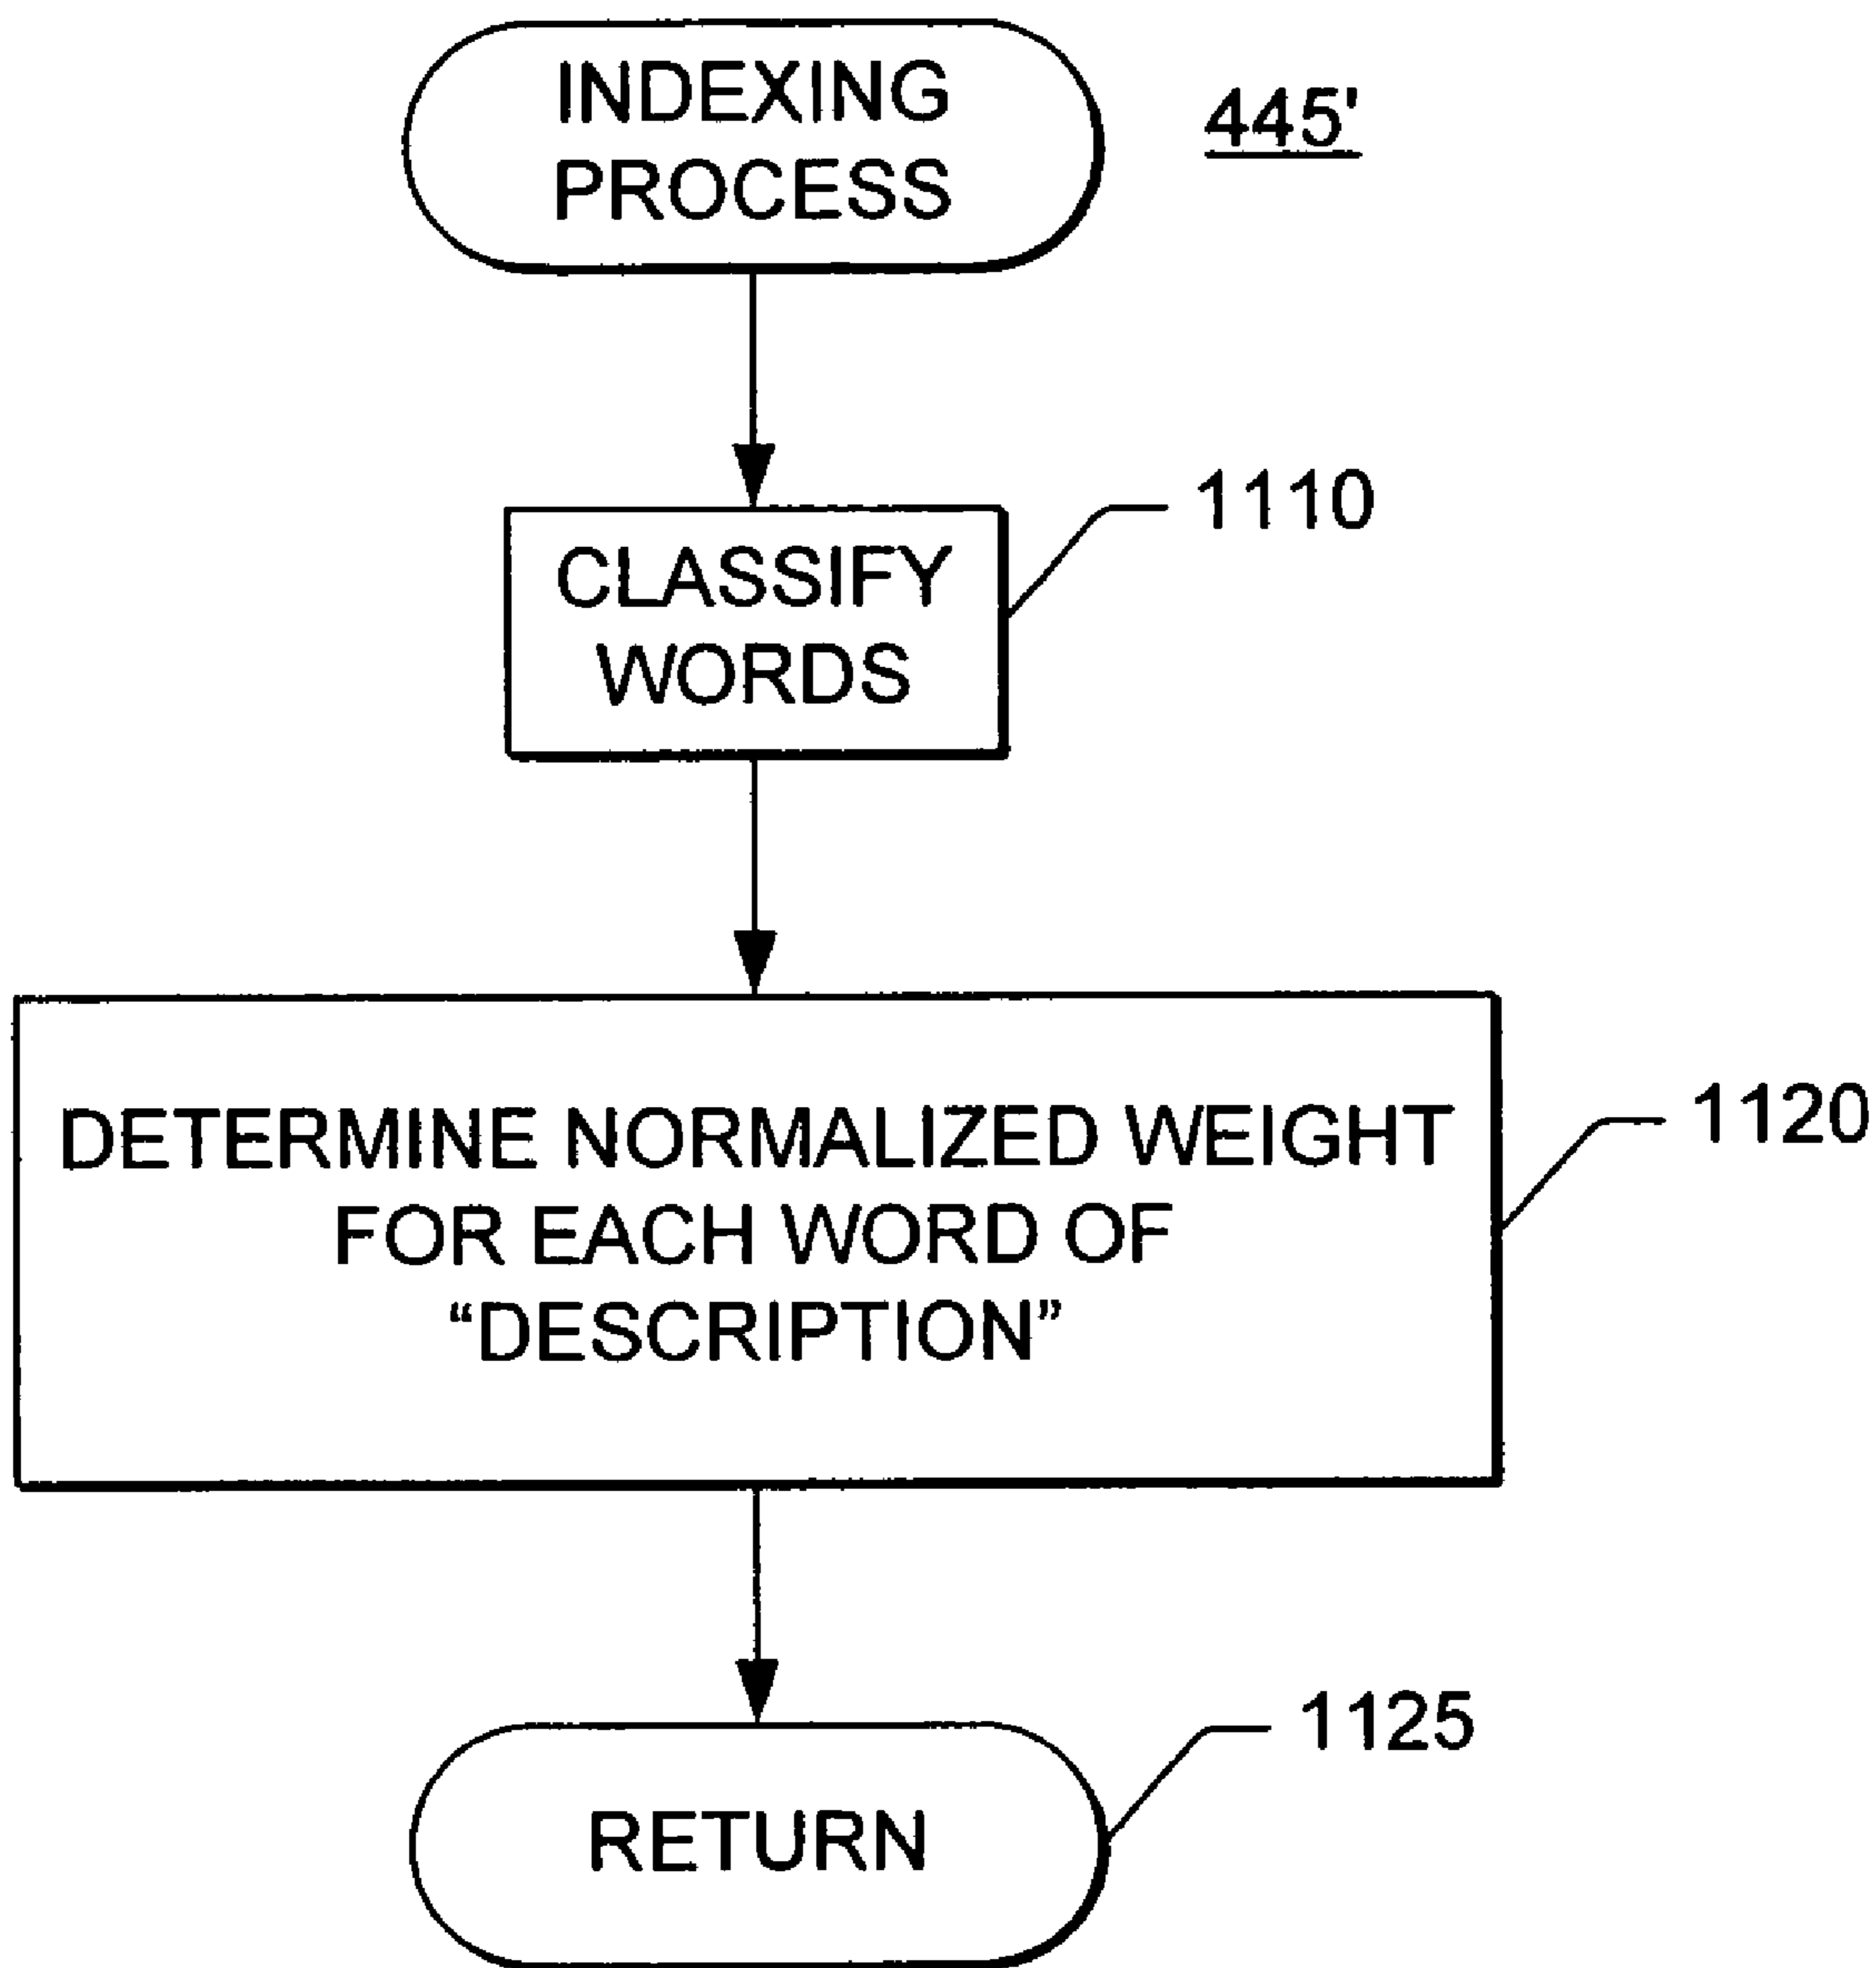 INDEXING
PROCESS
445'
CLASSIFY
WORDS
1110
DETERMINE NORMALIZED WEIGHT
FOR EACH WORD OF
“DESCRIPTION”
1120
RETURN
1125